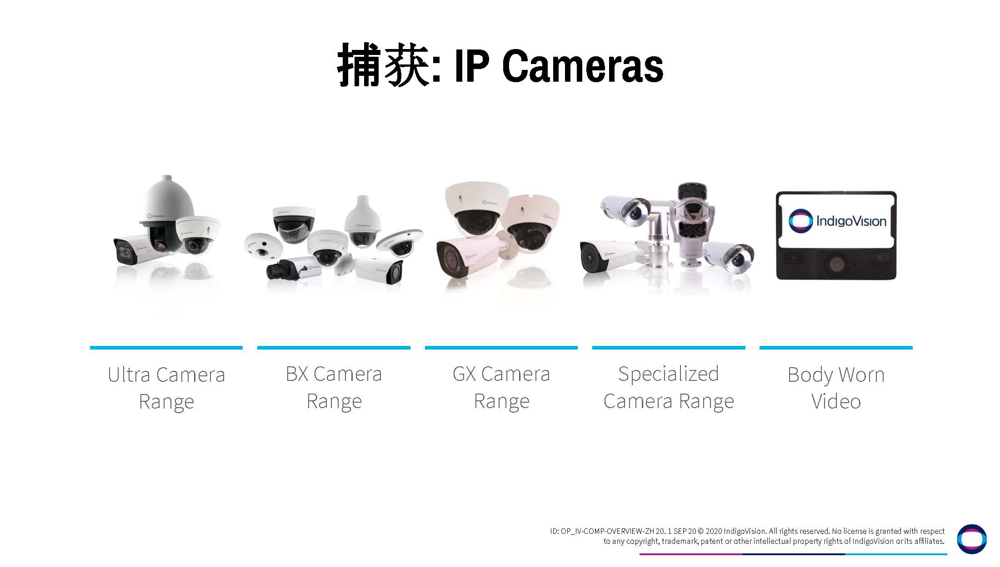 捕获: IP Cameras
IndigoVision
IndigoVision
Ultra Camera
Range
BX Camera
Range
GX Camera
Range
Specialized
Camera Range
Body Worn
Video
ID: OP_IV-COMP-OVERVIEW-ZH 20. 1 SEP 20 © 2020 IndigoVision. All rights reserved. No license is granted with respect
to any copyright, trademark, patent or other intellectual property rights of IndigoVision or its affiliates.